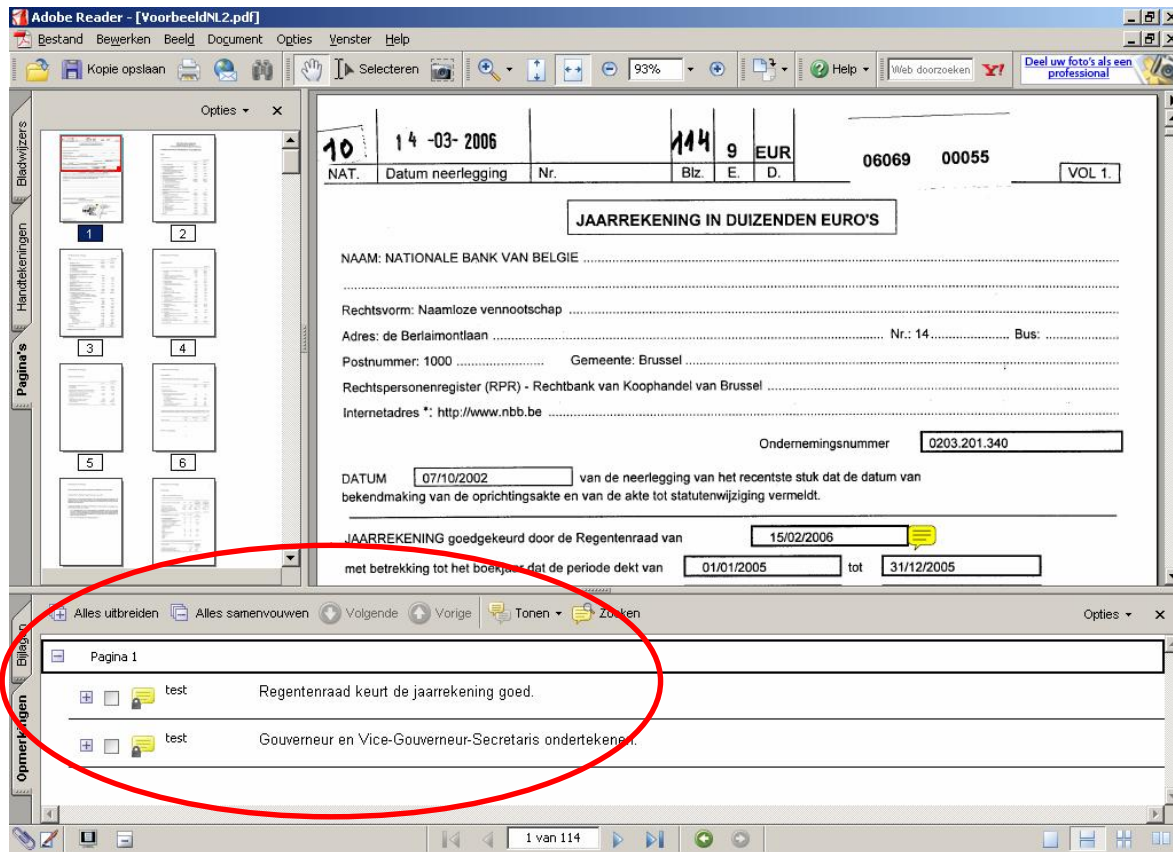 Adobe Reader - [VoorbeeldNL2.pdf]
Bestand Bewerken Beeld Document Opties Venster Help
Kopie opslaan Selecteren 93% Help Web doorzoeken Y! Deel uw foto's als een professional
Bladwijzers
Handtekeningen
Pagina's
Opties
1
2
3
4
5
6
10 14 -03- 2006 114 9 EUR 06069 00055
NAT. Datum neerlegging Nr. Blz. E. D. VOL 1.
JAARREKENING IN DUIZENDEN EURO'S
NAAM: NATIONALE BANK VAN BELGIE
Rechtsvorm: Naamloze vennootschap
Adres: de Berlaimontlaan Nr.: 14 Bus:
Postnummer: 1000 Gemeente: Brussel
Rechtspersonenregister (RPR) - Rechtbank van Koophandel van Brussel
Internetadres *: http://www.nbb.be
Ondernemingsnummer 0203.201.340
DATUM 07/10/2002 van de neerlegging van het recentste stuk dat de datum van
bekendmaking van de oprichtingsakte en van de akte tot statutenwijziging vermeldt.
JAARREKENING goedgekeurd door de Regentenraad van 15/02/2006
met betrekking tot het boekjaar dat de periode dekt van 01/01/2005 tot 31/12/2005
Bijlagen
Opmerkingen
Alles uitbreiden Alles samenvouwen Volgende Vorige Tonen Zoeken Opties
Pagina 1
test Regentenraad keurt de jaarrekening goed.
test Gouverneur en Vice-Gouverneur-Secretaris ondertekenen.
1 van 114